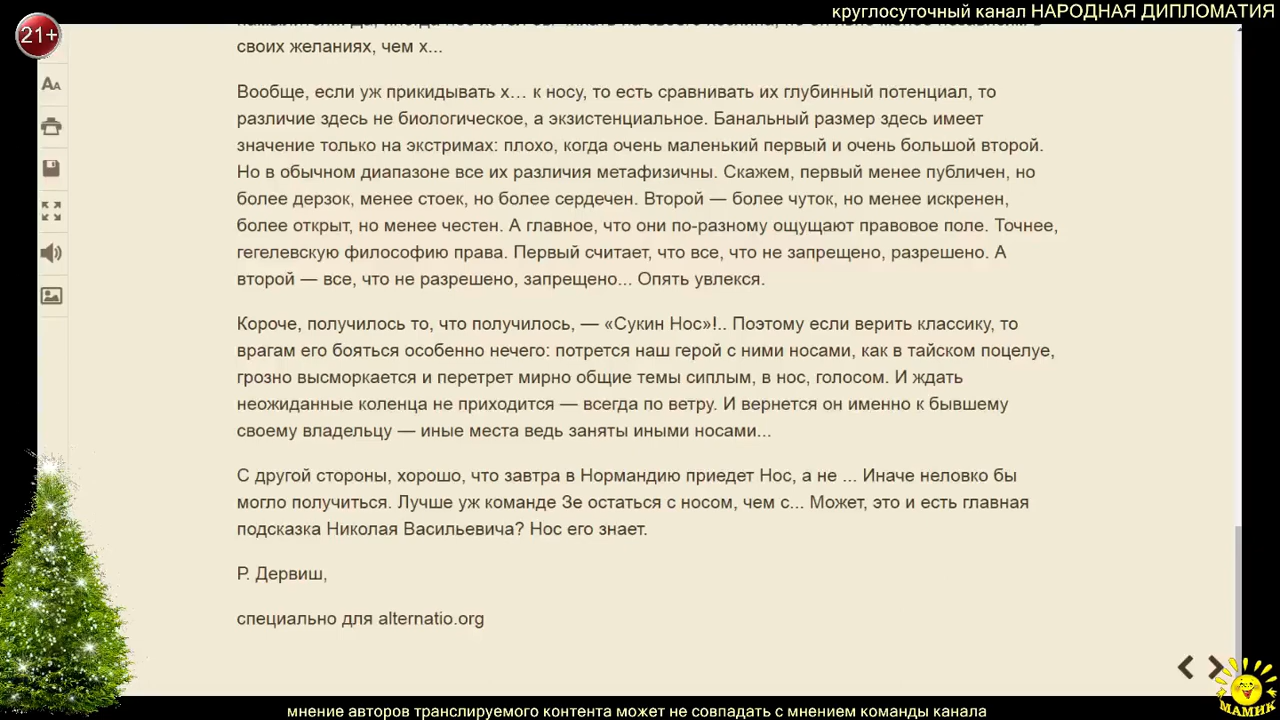 круглосуточный канал НАРОДНАЯ ДИПЛОМАТИЯ
21+
своих желаниях, чем х...
Вообще, если уж прикидывать х... к носу, то есть сравнивать их глубинный потенциал, то
различие здесь не биологическое, а экзистенциальное. Банальный размер здесь имеет
значение только на экстримах: плохо, когда очень маленький первый и очень большой второй.
Но в обычном диапазоне все их различия метафизичны. Скажем, первый менее публичен, но
более дерзок, менее стоек, но более сердечен. Второй — более чуток, но менее искренен,
более открыт, но менее честен. А главное, что они по-разному ощущают правовое поле. Точнее,
гегелевскую философию права. Первый считает, что все, что не запрещено, разрешено. А
второй — все, что не разрешено, запрещено... Опять увлекся.
Короче, получилось то, что получилось, — «Сукин Нос»!.. Поэтому если верить классику, то
врагам его бояться особенно нечего: потрется наш герой с ними носами, как в тайском поцелуе,
грозно высморкается и перетрет мирно общие темы сиплым, в нос, голосом. И ждать
неожиданные коленца не приходится — всегда по ветру. И вернется он именно к бывшему
своему владельцу — иные места ведь заняты иными носами...
С другой стороны, хорошо, что завтра в Нормандию приедет Нос, а не ... Иначе неловко бы
могло получиться. Лучше уж команде Зе остаться с носом, чем с... Может, это и есть главная
подсказка Николая Васильевича? Нос его знает.
Р. Дервиш,
специально для alternatio.org
МАМИК
мнение авторов транслируемого контента может не совпадать с мнением команды канала